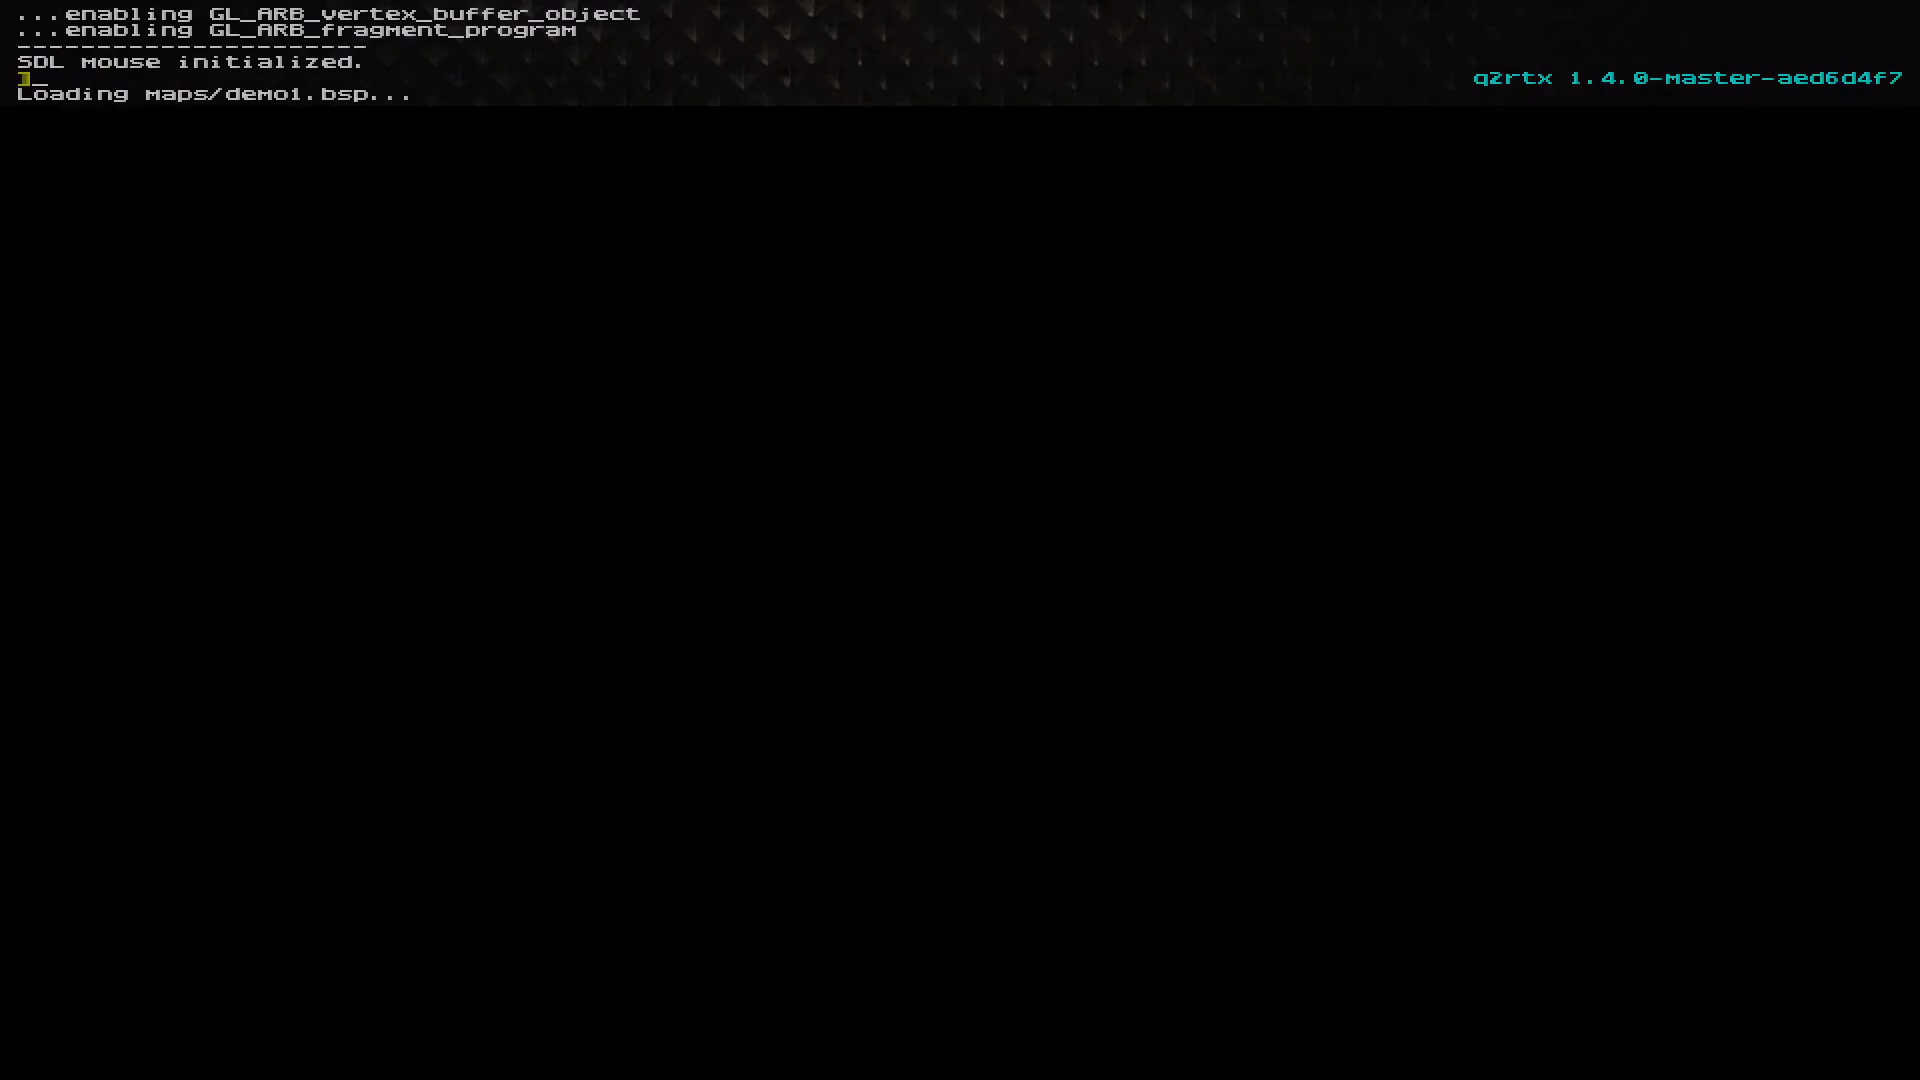 ...enabling GL_ARB_vertex_buffer_object
...enabling GL_ARB_fragment_program
----------------------
SDL mouse initialized.
]_
q2rtx 1.4.0-master-aed6d4f7
Loading maps/demo1.bsp...